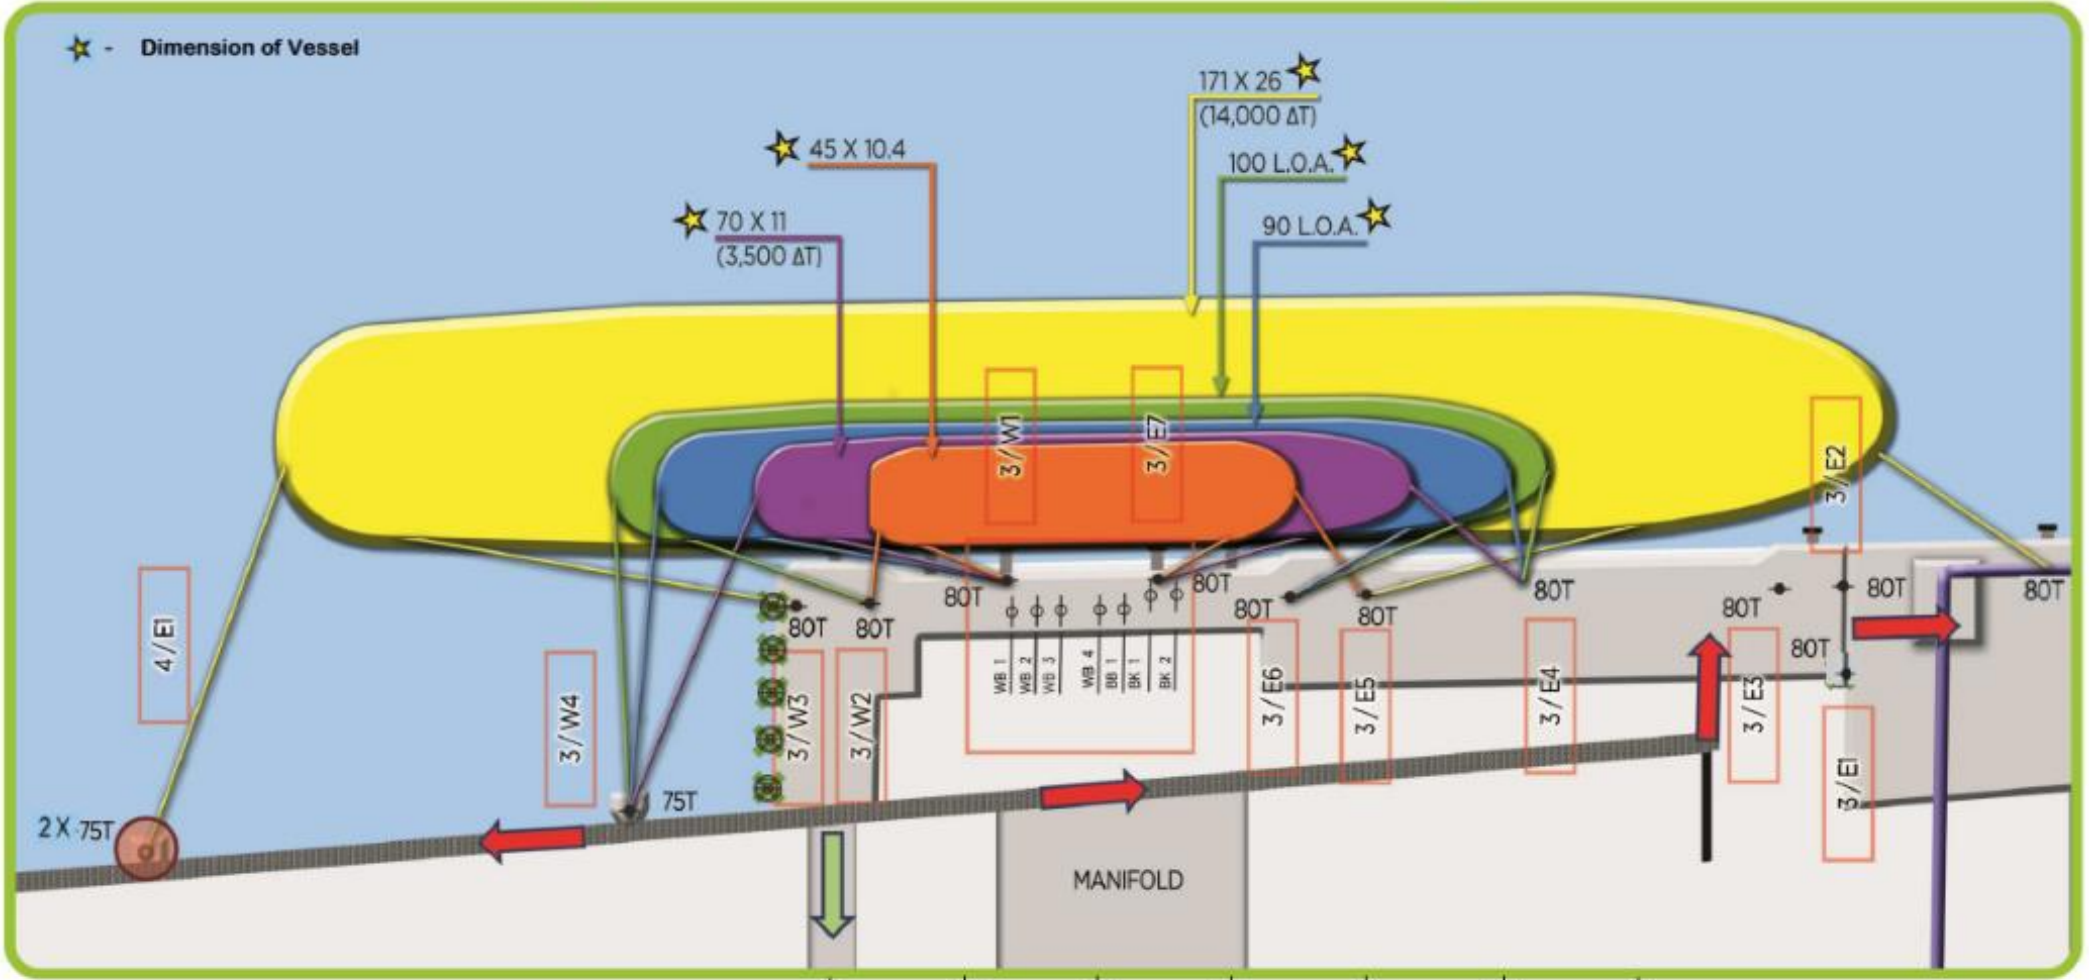 - Dimension of Vessel
171 X 26
(14,000 ΔT)
45 X 10.4
100 L.O.A.
70 X 11
(3,500 ΔT)
90 L.O.A.
3/W1
3/E7
3/E2
4/E1
80T
80T
80T
80T
80T
80T
80T
80T
80T
80T
80T
80T
WB 1
WB 2
WB 3
WB 4
BB 1
BK 1
BK 2
3/W4
3/W3
3/W2
3/E6
3/E5
3/E4
3/E3
3/E1
75T
2 X 75T
MANIFOLD